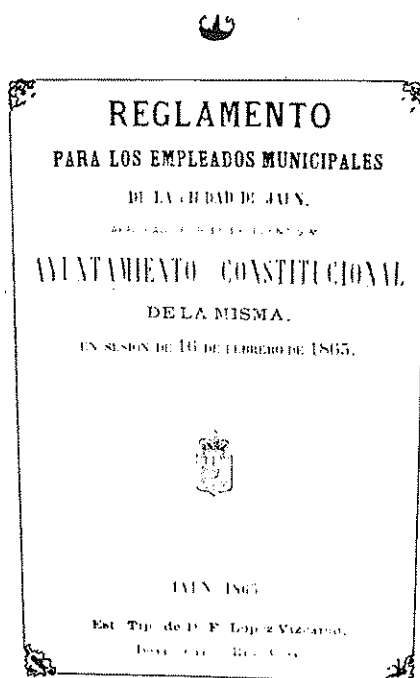 REGLAMENTO
PARA LOS EMPLEADOS MUNICIPALES
DE LA CIUDAD DE JAEN,
AYUNTAMIENTO CONSTITUCIONAL
DE LA MISMA,
EN SESION DE 16 DE FEBRERO DE 1865.
JAEN 1865
Est. Tip. de D. F. Lopez Vizcaino,